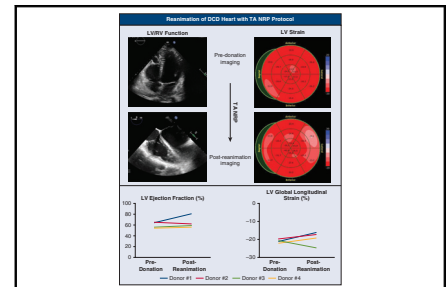 Reanimation of DCD Heart with TA NRP Protocol
LV/RV Function
LV Strain
Pre-donation
imaging
TA NRP
Post-reanimation
imaging
LV Ejection Fraction (%)
100
80
60
40
20
0
Pre-
Donation
Post-
Reanimation
LV Global Longitudinal
Strain (%)
0
–10
–20
–30
Pre-
Donation
Post-
Reanimation
Donor #1
Donor #2
Donor #3
Donor #4